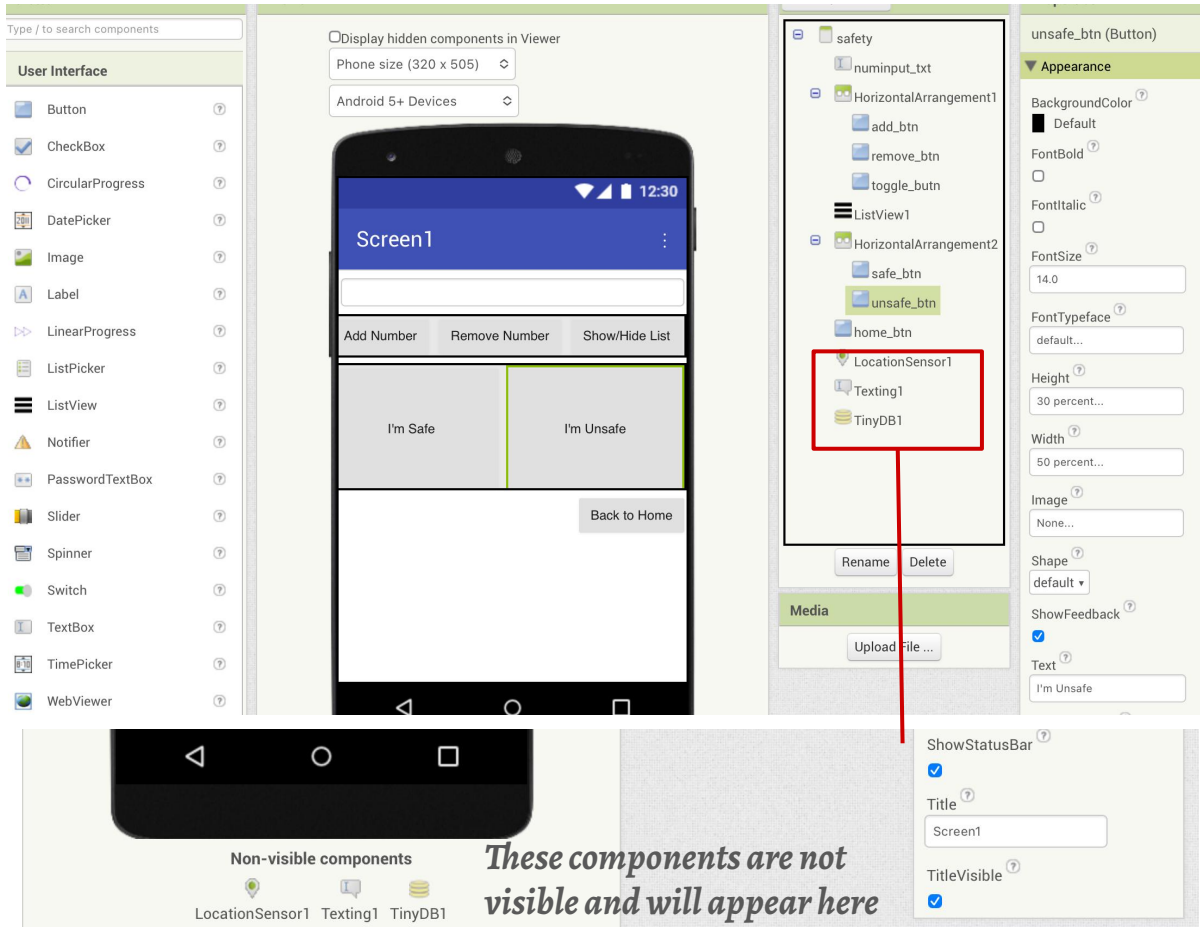 Type / to search components
User Interface
Button
CheckBox
CircularProgress
DatePicker
Image
Label
LinearProgress
ListPicker
ListView
Notifier
PasswordTextBox
Slider
Spinner
Switch
TextBox
TimePicker
WebViewer
Display hidden components in Viewer
Phone size (320 x 505)
Android 5+ Devices
12:30
Screen1
Add Number Remove Number Show/Hide List
I'm Safe I'm Unsafe
Back to Home
safety
numinput_txt
HorizontalArrangement1
add_btn
remove_btn
toggle_butn
ListView1
HorizontalArrangement2
safe_btn
unsafe_btn
home_btn
LocationSensor1
Texting1
TinyDB1
Rename Delete
Media
Upload File ...
unsafe_btn (Button)
Appearance
BackgroundColor
Default
FontBold
FontItalic
FontSize
14.0
FontTypeface
default...
Height
30 percent...
Width
50 percent...
Image
None...
Shape
default
ShowFeedback
Text
I'm Unsafe
Non-visible components
LocationSensor1 Texting1 TinyDB1
These components are not
visible and will appear here
ShowStatusBar
Title
Screen1
TitleVisible